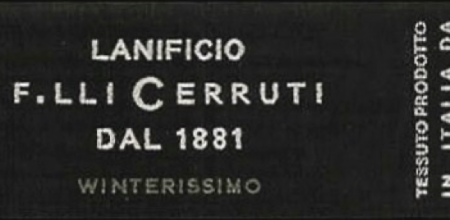 LANIFICIO
F.LLI CERRUTI
DAL 1881
WINTERISSIMO
TESSUTO PRODOTTO
IN ITALIA DA